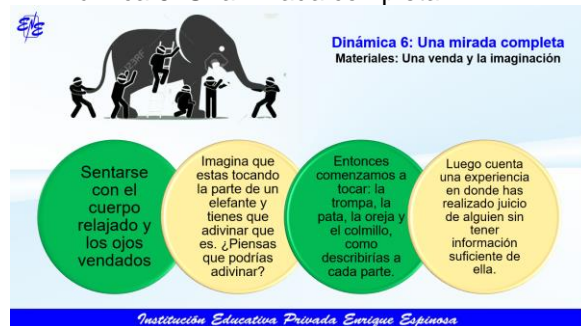 ENE
Dinámica 6: Una mirada completa
Materiales: Una venda y la imaginación
123RF
Sentarse
con el
cuerpo
relajado y
los ojos
vendados
Imagina que
estas tocando
la parte de un
elefante y
tienes que
adivinar que
es. ¿Piensas
que podrías
adivinar?
Entonces
comenzamos a
tocar: la
trompa, la
pata, la oreja y
el colmillo,
como
describirías a
cada parte.
Luego cuenta
una experiencia
en donde has
realizado juicio
de alguien sin
tener
información
suficiente de
ella.
Institución Educativa Privada Enrique Espinosa